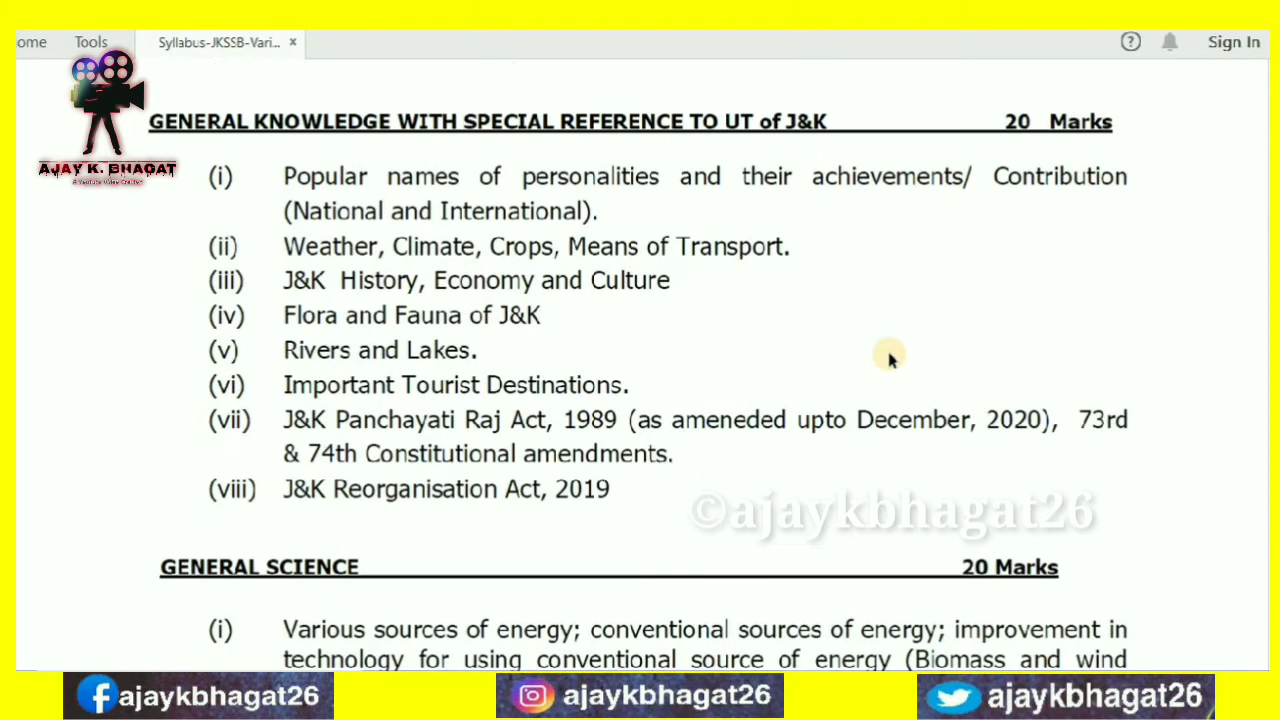 ome Tools Syllabus-JKSSB-Vari... x ? Sign In
AJAY K. BHAGAT
A YouTube Video Creator
GENERAL KNOWLEDGE WITH SPECIAL REFERENCE TO UT of J&K 20 Marks
(i) Popular names of personalities and their achievements/ Contribution
(National and International).
(ii) Weather, Climate, Crops, Means of Transport.
(iii) J&K History, Economy and Culture
(iv) Flora and Fauna of J&K
(v) Rivers and Lakes.
(vi) Important Tourist Destinations.
(vii) J&K Panchayati Raj Act, 1989 (as ameneded upto December, 2020), 73rd
& 74th Constitutional amendments.
(viii) J&K Reorganisation Act, 2019
©ajaykbhagat26
GENERAL SCIENCE 20 Marks
(i) Various sources of energy; conventional sources of energy; improvement in
technology for using conventional source of energy (Biomass and wind
ajaykbhagat26 ajaykbhagat26 ajaykbhagat26